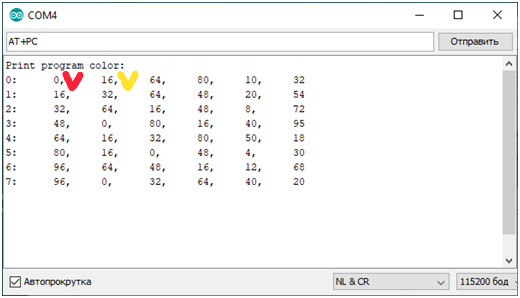 COM4
AT+PC
Отправить
Print program color:
0: 0, 16, 64, 80, 10, 32
1: 16, 32, 64, 48, 20, 54
2: 32, 64, 16, 48, 8, 72
3: 48, 0, 80, 16, 40, 95
4: 64, 16, 32, 80, 50, 18
5: 80, 16, 0, 48, 4, 30
6: 96, 64, 48, 16, 12, 68
7: 96, 0, 32, 64, 40, 20
Автопрокрутка
NL & CR
115200 бод